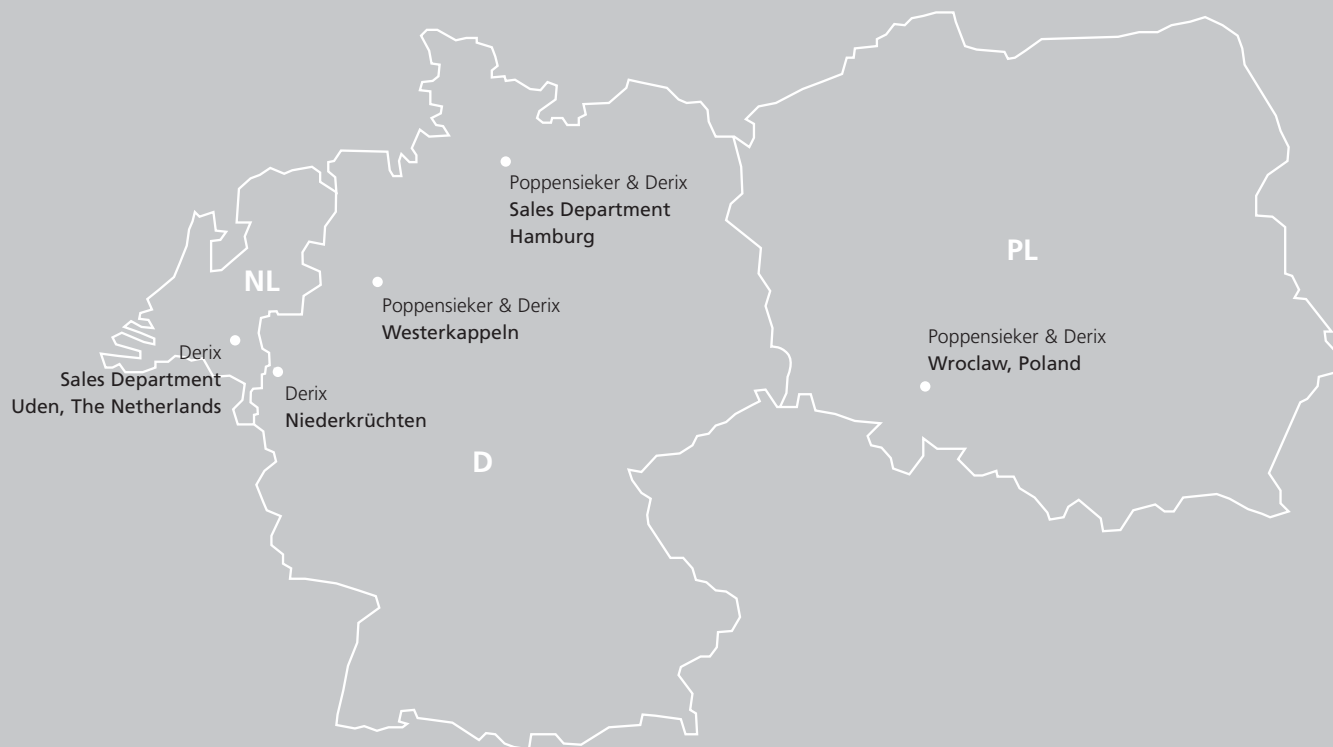 Poppensieker & Derix
Sales Department
Hamburg
NL
PL
Poppensieker & Derix
Westerkappeln
Poppensieker & Derix
Wroclaw, Poland
Derix
Sales Department
Uden, The Netherlands
Derix
Niederkrüchten
D